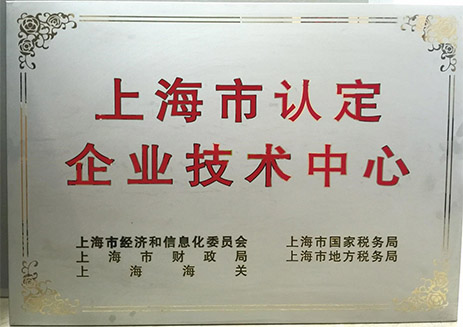 上海市认定
企业技术中心
上海市经济和信息化委员会 上海市国家税务局
上海市财政局 上海市地方税务局
上海海关